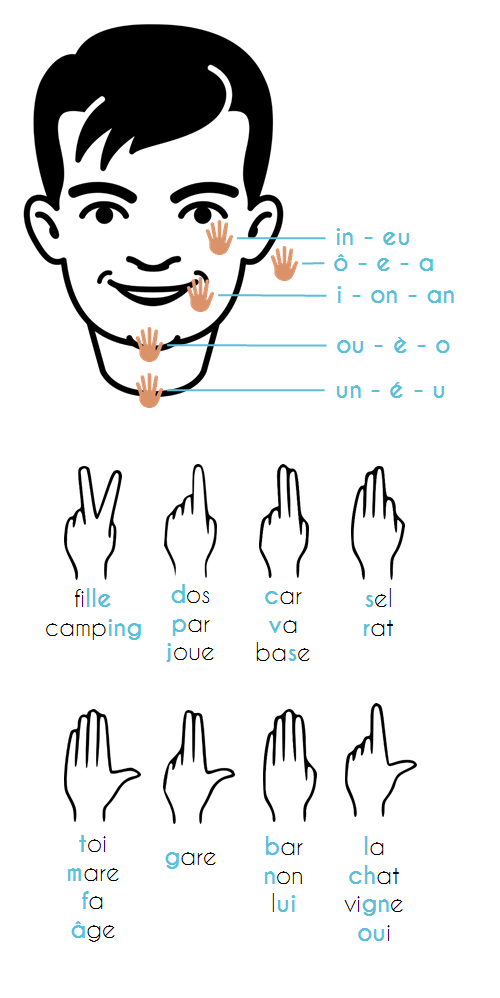 in - eu
ô - e - a
i - on - an
ou - è - o
un - é - u
fille
camping
dos
par
joue
car
va
base
sel
rat
toi
mare
fa
âge
gare
bar
non
lui
la
chat
vigne
oui